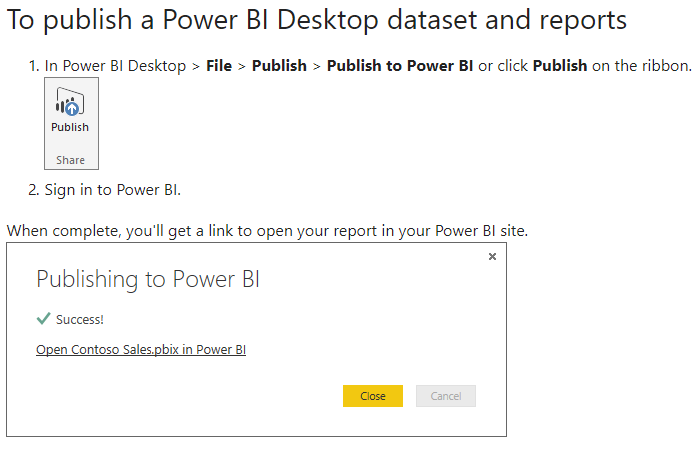 To publish a Power BI Desktop dataset and reports
1. In Power BI Desktop > File > Publish > Publish to Power BI or click Publish on the ribbon.
Publish
Share
2. Sign in to Power BI.
When complete, you'll get a link to open your report in your Power BI site.
×
Publishing to Power BI
Success!
Open Contoso Sales.pbix in Power BI
Close Cancel